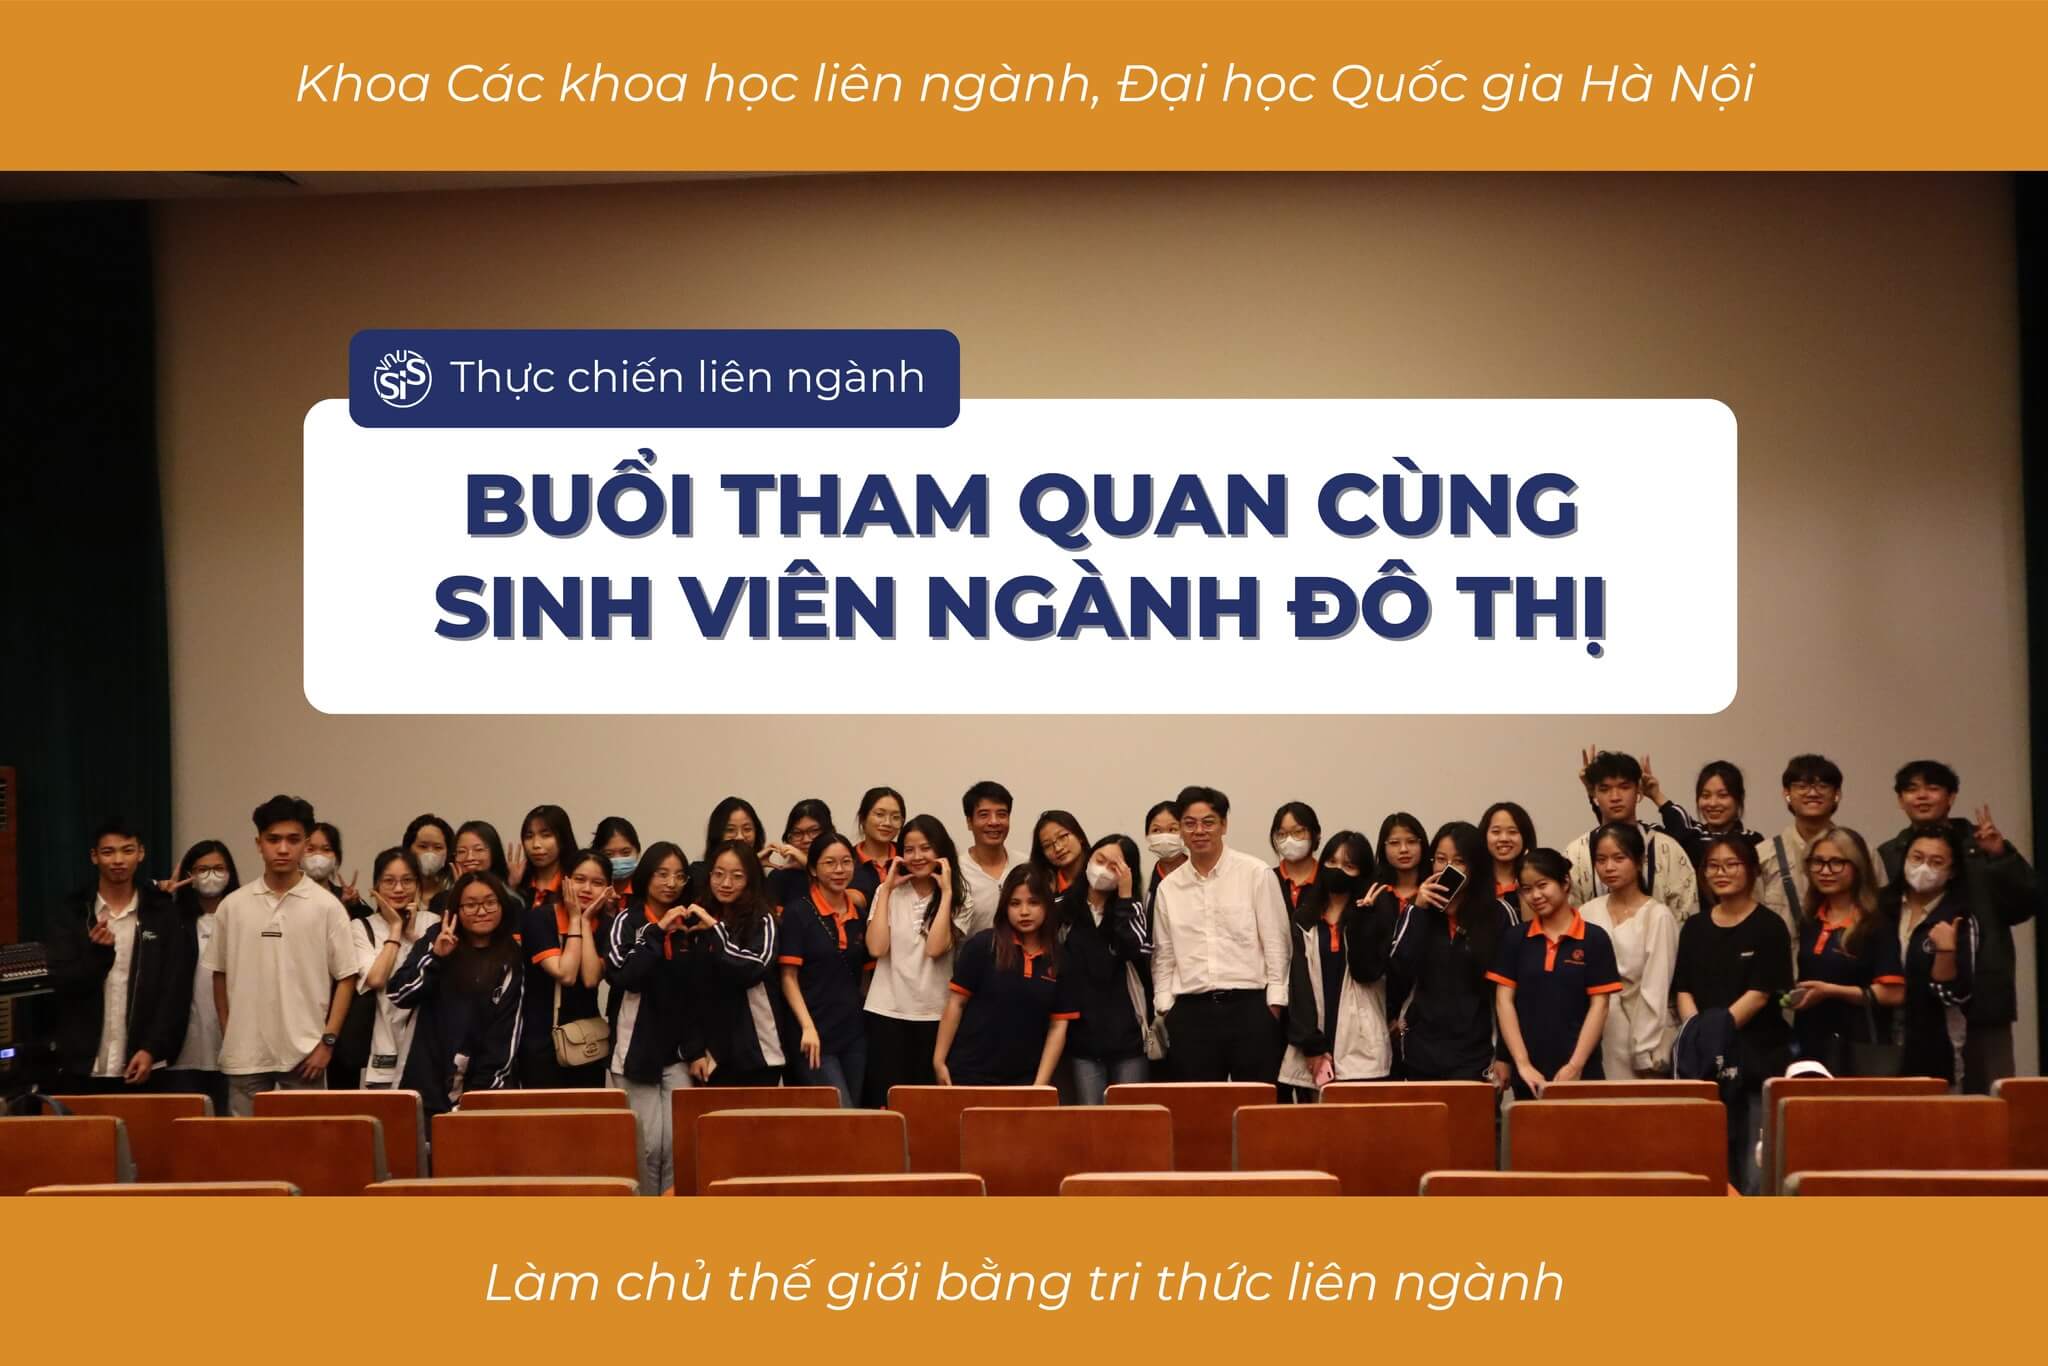 Khoa Các khoa học liên ngành, Đại học Quốc gia Hà Nội
VNU SIS Thực chiến liên ngành
BUỔI THAM QUAN CÙNG
SINH VIÊN NGÀNH ĐÔ THỊ
Làm chủ thế giới bằng tri thức liên ngành